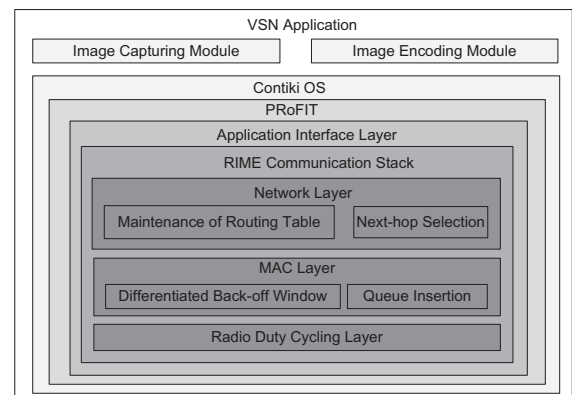 VSN Application
Image Capturing Module
Image Encoding Module
Contiki OS
PRoFIT
Application Interface Layer
RIME Communication Stack
Network Layer
Maintenance of Routing Table
Next-hop Selection
MAC Layer
Differentiated Back-off Window
Queue Insertion
Radio Duty Cycling Layer